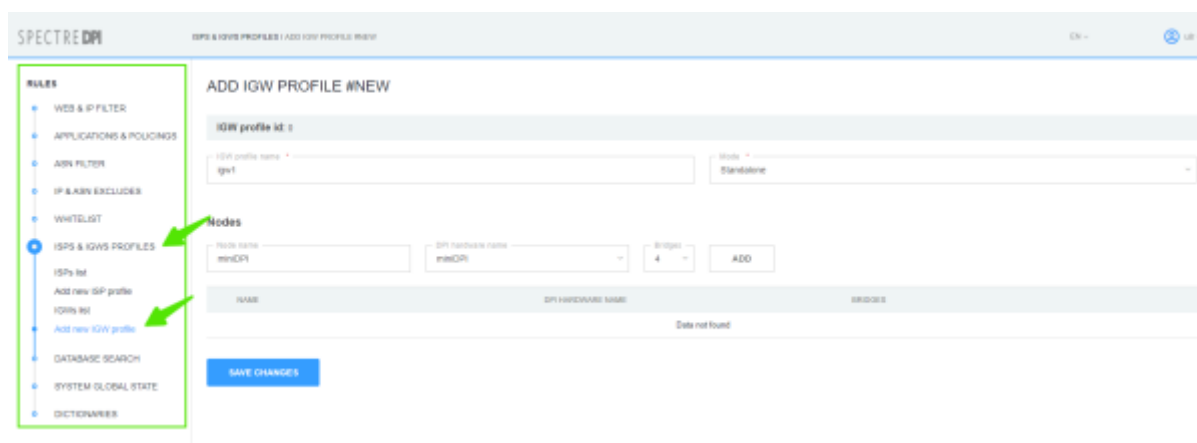 SPECTRE DPI
ISPS & IGWS PROFILES | ADD IGW PROFILE #NEW
EN
RULES
WEB & IP FILTER
APPLICATIONS & POLICINGS
ASN FILTER
IP & ASN EXCLUDES
WHITELIST
ISPS & IGWS PROFILES
ISPs list
Add new ISP profile
IGWs list
Add new IGW profile
DATABASE SEARCH
SYSTEM GLOBAL STATE
DICTIONARIES
ADD IGW PROFILE #NEW
IGW profile id:
IGW profile name *
igw1
Mode *
Standalone
Nodes
Node name
miniDPI
DPI hardware name
miniDPI
Bridges
4
ADD
NAME DPI HARDWARE NAME BRIDGES
Data not found
SAVE CHANGES